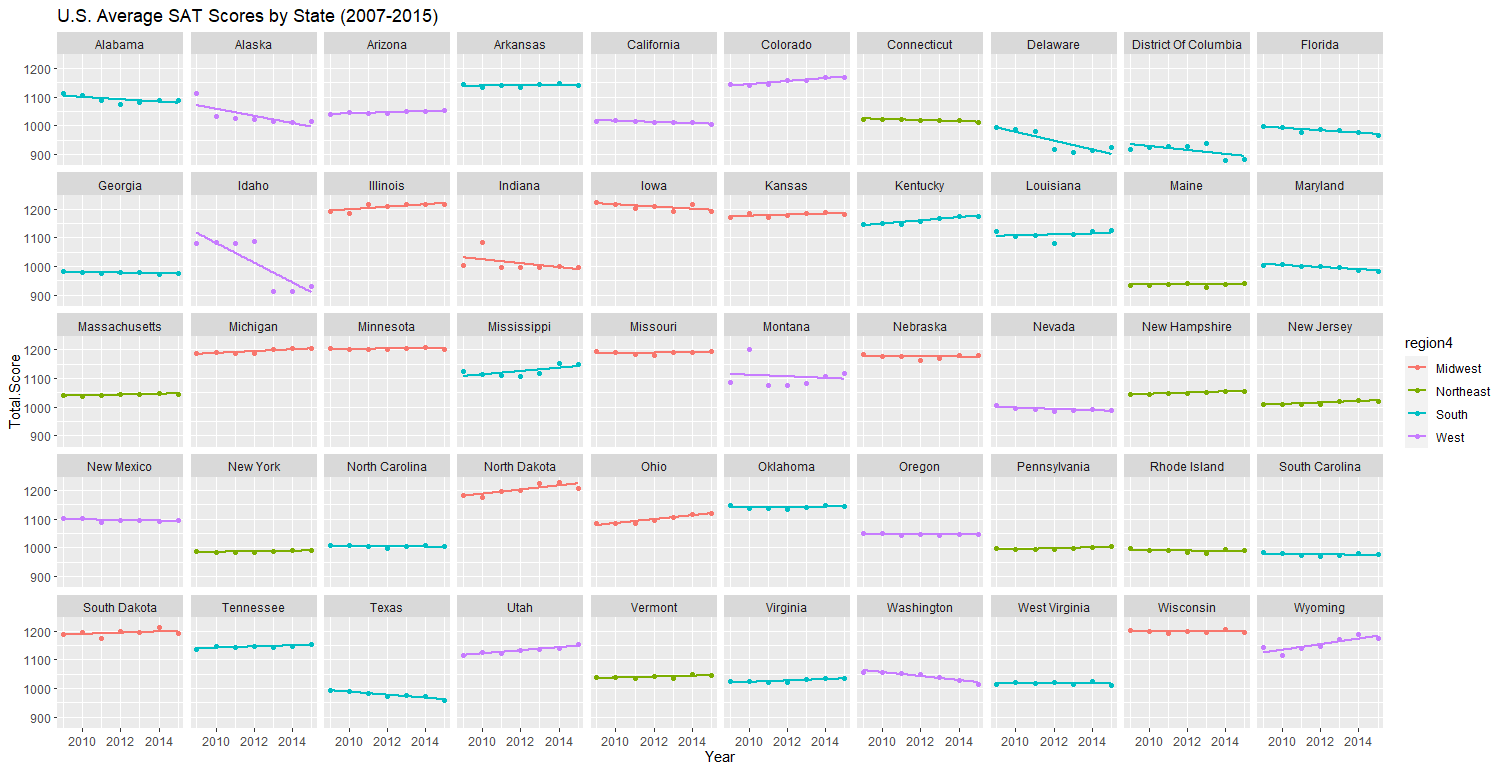 U.S. Average SAT Scores by State (2007-2015)
Alabama Alaska Arizona Arkansas California Colorado Connecticut Delaware District Of Columbia Florida
1200
1100
1000
900
Georgia Idaho Illinois Indiana Iowa Kansas Kentucky Louisiana Maine Maryland
1200
1100
1000
900
Massachusetts Michigan Minnesota Mississippi Missouri Montana Nebraska Nevada New Hampshire New Jersey
1200
1100
1000
900
New Mexico New York North Carolina North Dakota Ohio Oklahoma Oregon Pennsylvania Rhode Island South Carolina
1200
1100
1000
900
South Dakota Tennessee Texas Utah Vermont Virginia Washington West Virginia Wisconsin Wyoming
1200
1100
1000
900
2010 2012 2014 2010 2012 2014 2010 2012 2014 2010 2012 2014 2010 2012 2014 2010 2012 2014 2010 2012 2014 2010 2012 2014 2010 2012 2014 2010 2012 2014
Year
Total.Score
region4
Midwest
Northeast
South
West